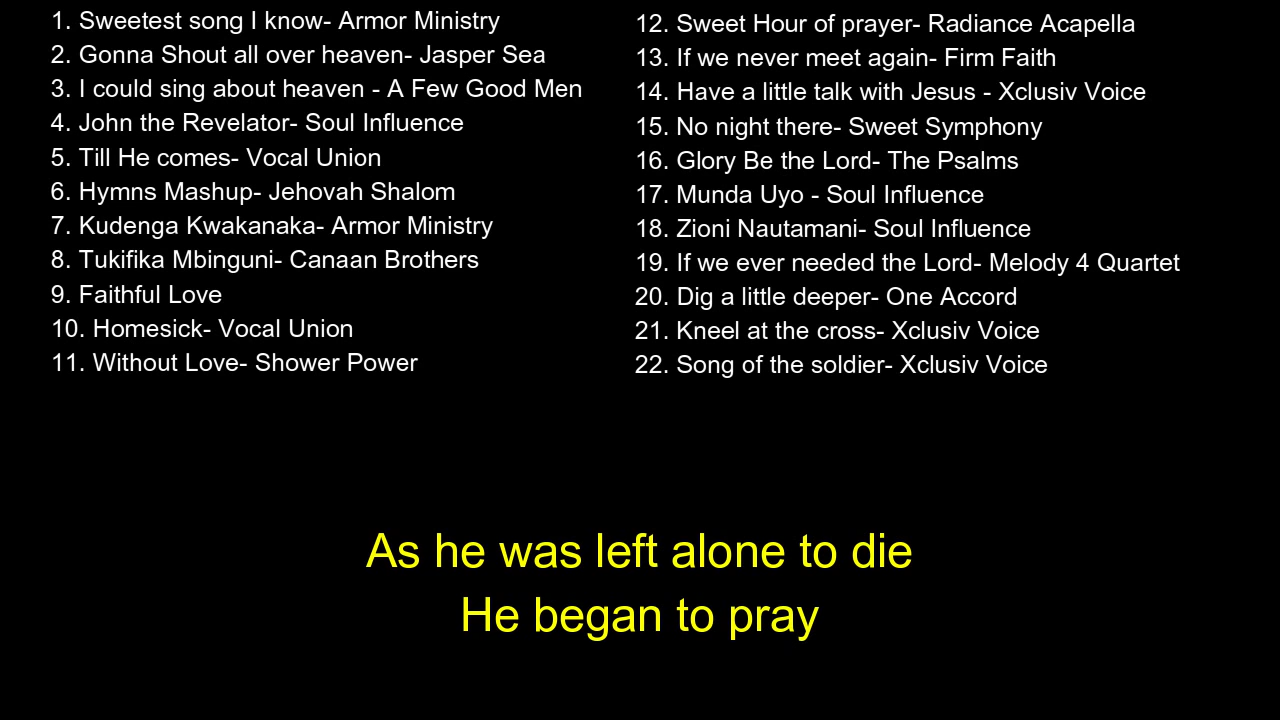 1. Sweetest song I know- Armor Ministry
2. Gonna Shout all over heaven- Jasper Sea
3. I could sing about heaven - A Few Good Men
4. John the Revelator- Soul Influence
5. Till He comes- Vocal Union
6. Hymns Mashup- Jehovah Shalom
7. Kudenga Kwakanaka- Armor Ministry
8. Tukifika Mbinguni- Canaan Brothers
9. Faithful Love
10. Homesick- Vocal Union
11. Without Love- Shower Power
12. Sweet Hour of prayer- Radiance Acapella
13. If we never meet again- Firm Faith
14. Have a little talk with Jesus - Xclusiv Voice
15. No night there- Sweet Symphony
16. Glory Be the Lord- The Psalms
17. Munda Uyo - Soul Influence
18. Zioni Nautamani- Soul Influence
19. If we ever needed the Lord- Melody 4 Quartet
20. Dig a little deeper- One Accord
21. Kneel at the cross- Xclusiv Voice
22. Song of the soldier- Xclusiv Voice
As he was left alone to die
He began to pray